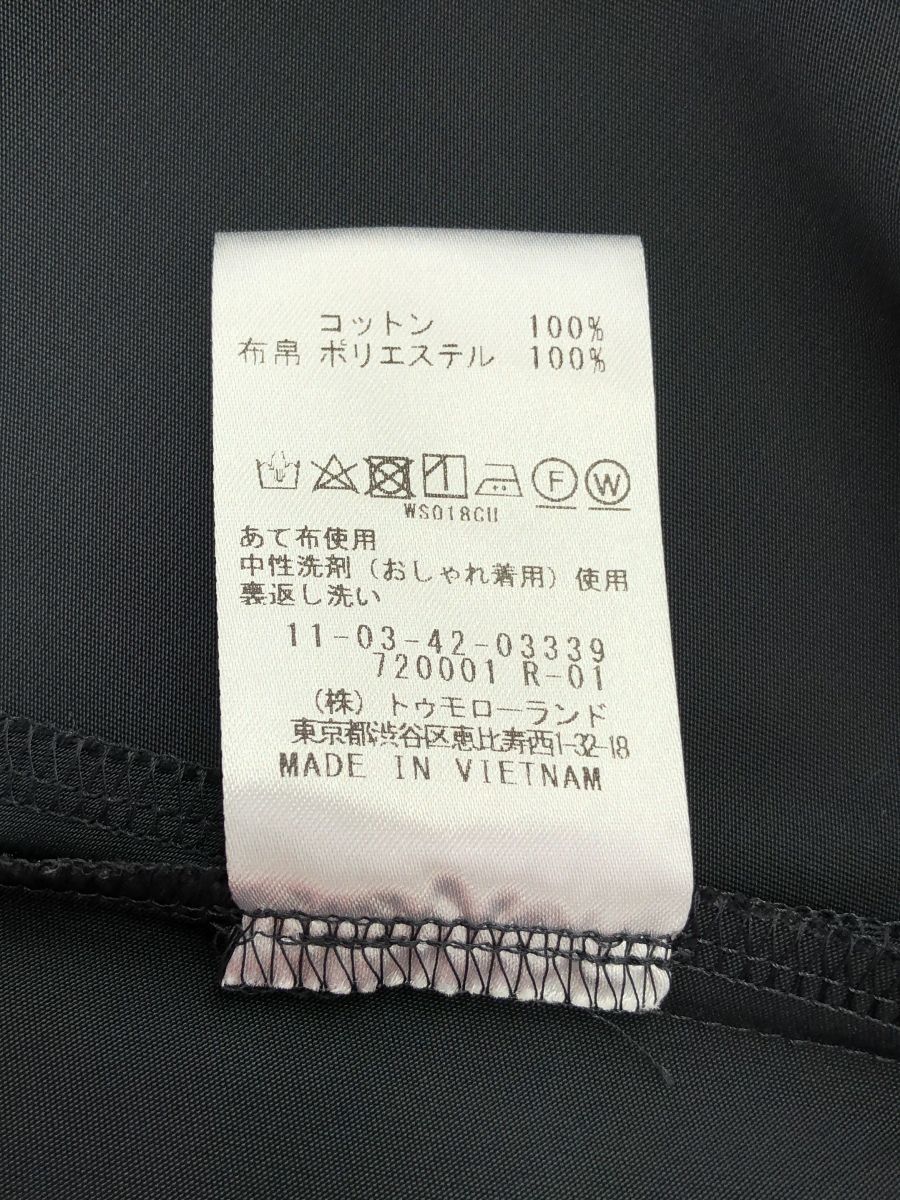 コットン 100%
布帛 ポリエステル 100%
F W
WS018CU
あて布使用
中性洗剤（おしゃれ着用）使用
裏返し洗い
11-03-42-03339
720001 R-01
（株）トゥモローランド
東京都渋谷区恵比寿西1-32-18
MADE IN VIETNAM